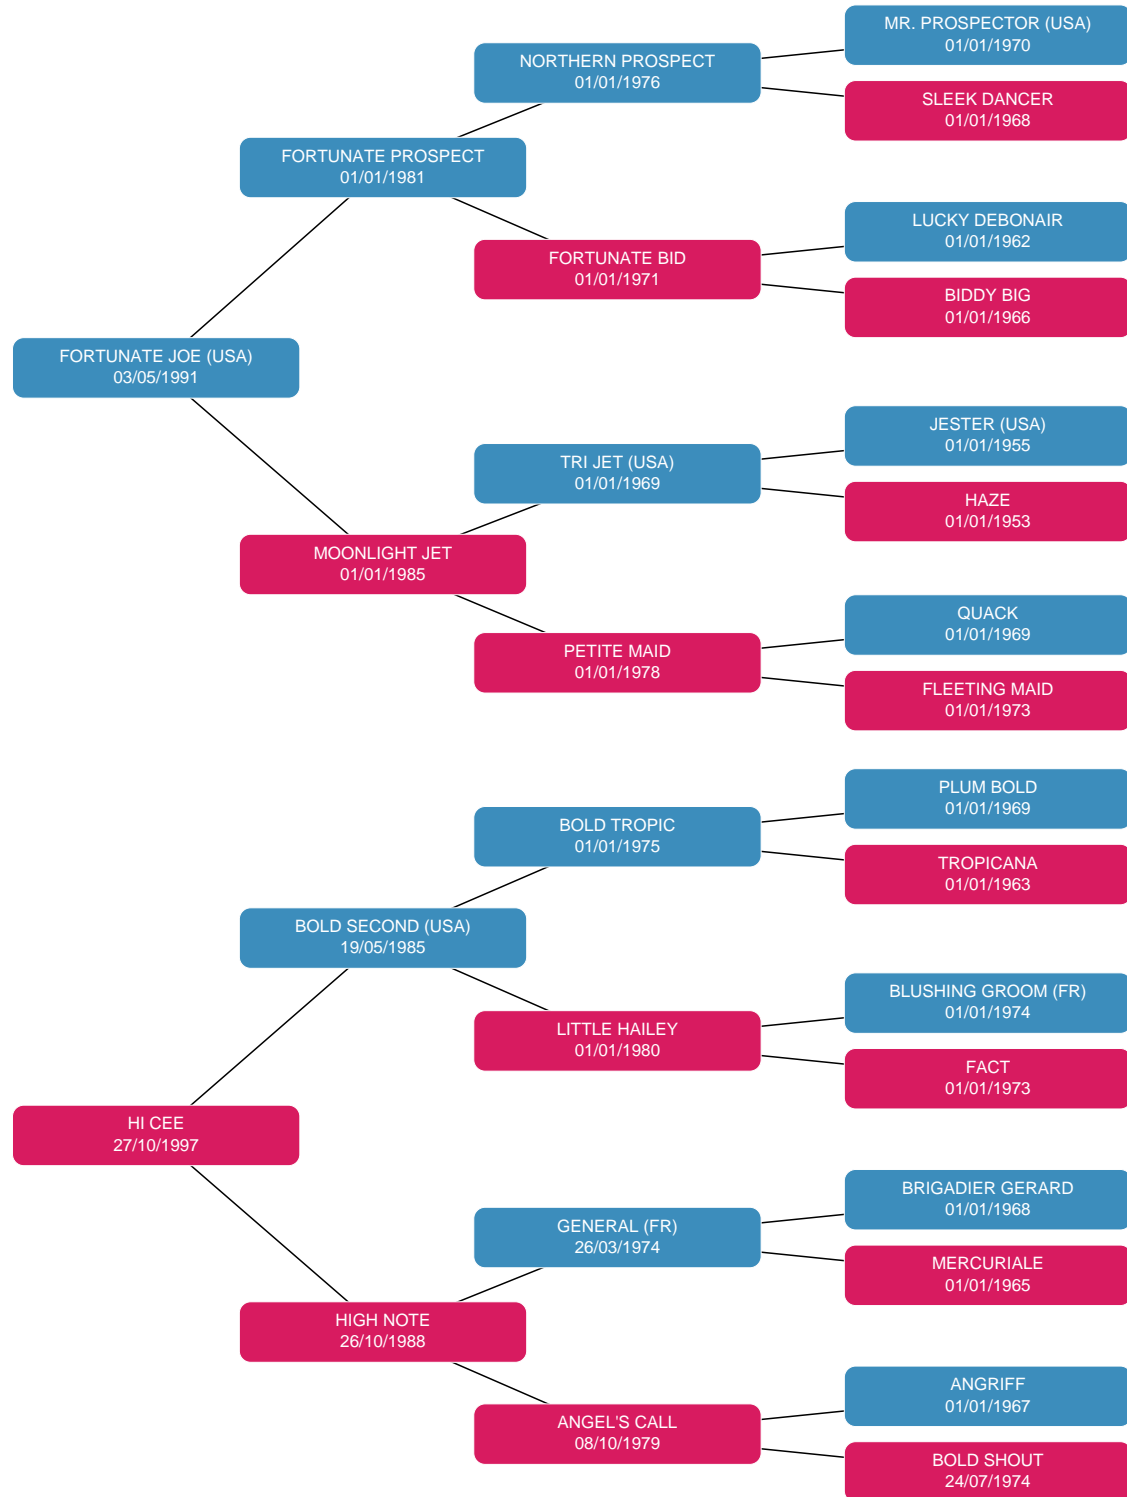 MR. PROSPECTOR (USA)
01/01/1970
NORTHERN PROSPECT
01/01/1976
SLEEK DANCER
01/01/1968
FORTUNATE PROSPECT
01/01/1981
LUCKY DEBONAIR
01/01/1962
FORTUNATE BID
01/01/1971
BIDDY BIG
01/01/1966
FORTUNATE JOE (USA)
03/05/1991
JESTER (USA)
01/01/1955
TRI JET (USA)
01/01/1969
HAZE
01/01/1953
MOONLIGHT JET
01/01/1985
QUACK
01/01/1969
PETITE MAID
01/01/1978
FLEETING MAID
01/01/1973
PLUM BOLD
01/01/1969
BOLD TROPIC
01/01/1975
TROPICANA
01/01/1963
BOLD SECOND (USA)
19/05/1985
BLUSHING GROOM (FR)
01/01/1974
LITTLE HAILEY
01/01/1980
FACT
01/01/1973
HI CEE
27/10/1997
BRIGADIER GERARD
01/01/1968
GENERAL (FR)
26/03/1974
MERCURIALE
01/01/1965
HIGH NOTE
26/10/1988
ANGRIFF
01/01/1967
ANGEL'S CALL
08/10/1979
BOLD SHOUT
24/07/1974